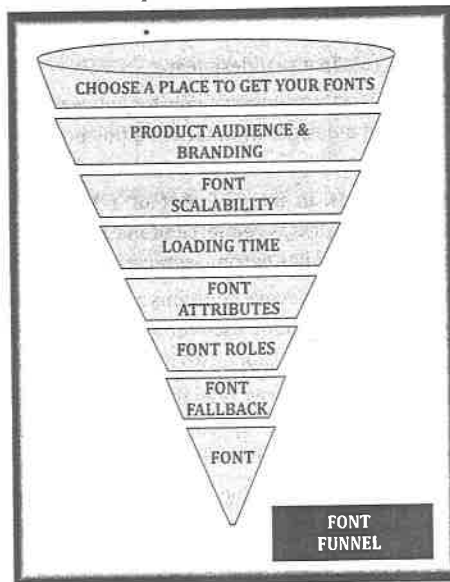 CHOOSE A PLACE TO GET YOUR FONTS
PRODUCT AUDIENCE &
BRANDING
FONT
SCALABILITY
LOADING TIME
FONT
ATTRIBUTES
FONT ROLES
FONT
FALLBACK
FONT
FONT
FUNNEL